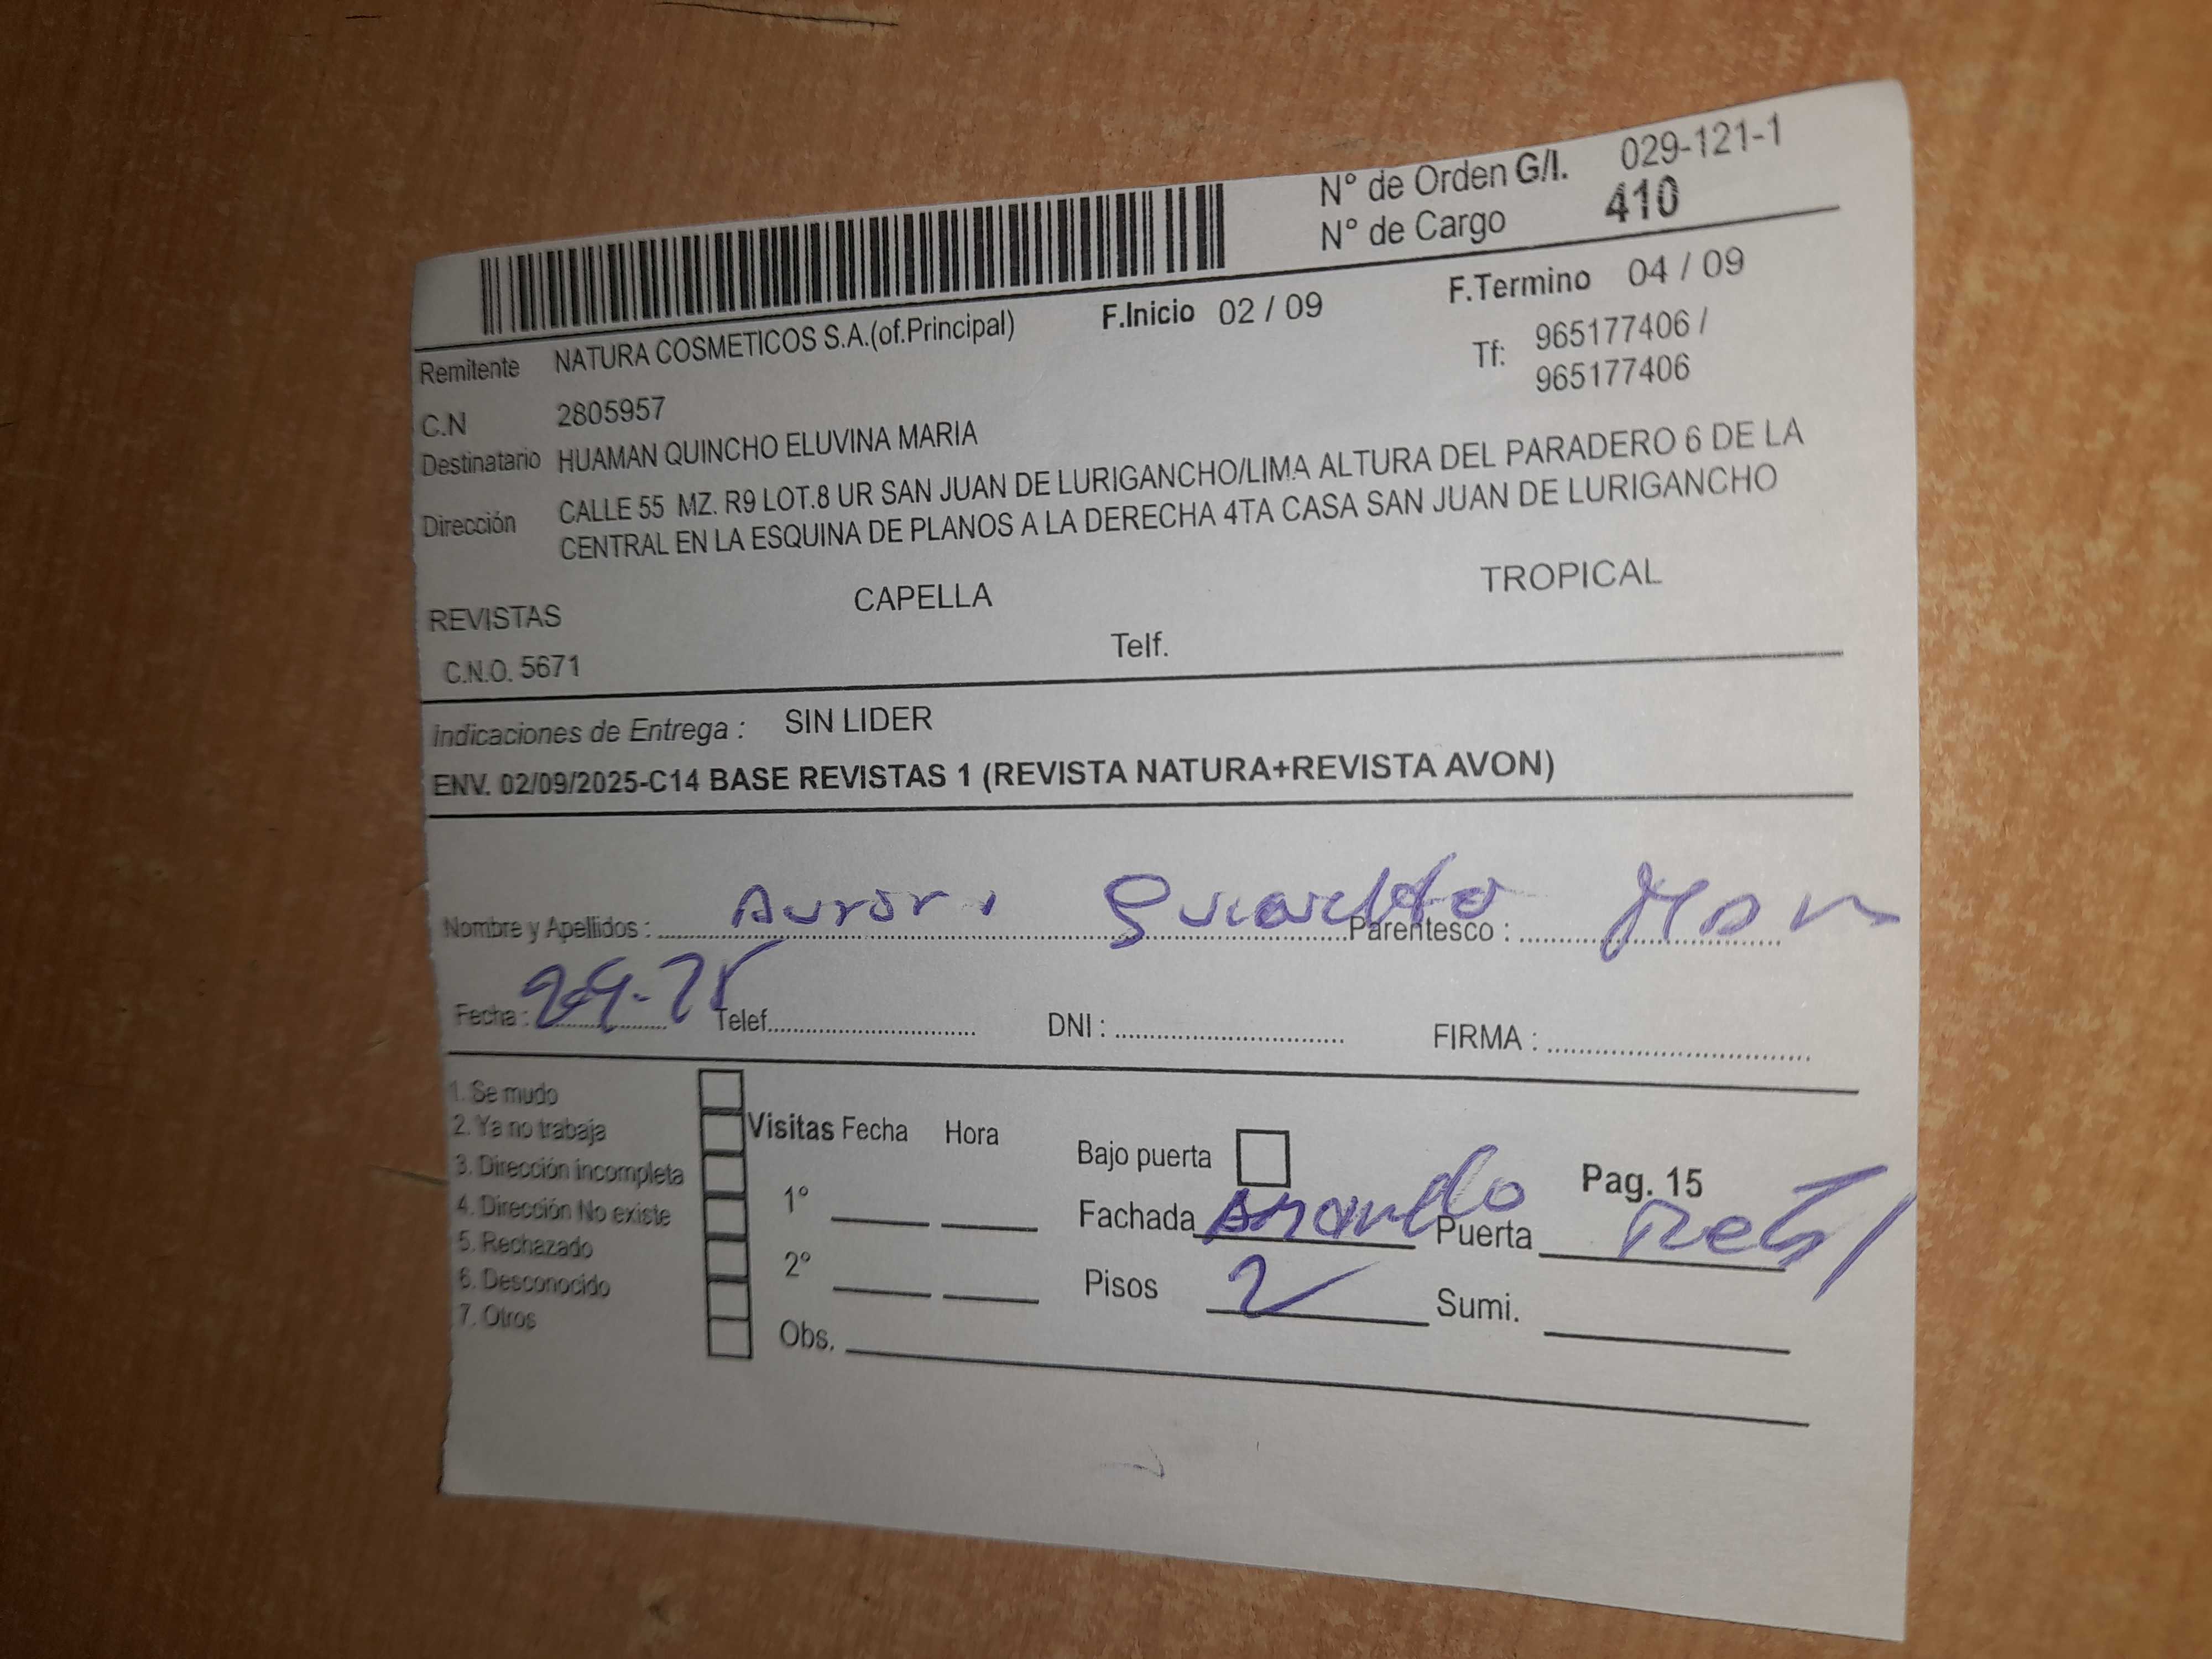 N° de Orden G/I. 029-121-1
N° de Cargo 410
F.Inicio 02 / 09 F.Termino 04 / 09
Remitente NATURA COSMETICOS S.A.(of.Principal) Tf: 965177406 /
965177406
C.N 2805957
Destinatario HUAMAN QUINCHO ELUVINA MARIA
Dirección CALLE 55 MZ. R9 LOT.8 UR SAN JUAN DE LURIGANCHO/LIMA ALTURA DEL PARADERO 6 DE LA
CENTRAL EN LA ESQUINA DE PLANOS A LA DERECHA 4TA CASA SAN JUAN DE LURIGANCHO
REVISTAS CAPELLA TROPICAL
C.N.O. 5671 Telf.
Indicaciones de Entrega : SIN LIDER
ENV. 02/09/2025-C14 BASE REVISTAS 1 (REVISTA NATURA+REVISTA AVON)
Nombre y Apellidos : Parentesco :
Fecha : Telef. DNI : FIRMA :
1. Se mudo
2. Ya no trabaja
3. Dirección incompleta
4. Dirección No existe
5. Rechazado
6. Desconocido
7. Otros
Visitas Fecha Hora
1°
2°
Obs.
Bajo puerta Pag. 15
Fachada Puerta
Pisos 2 Sumi.